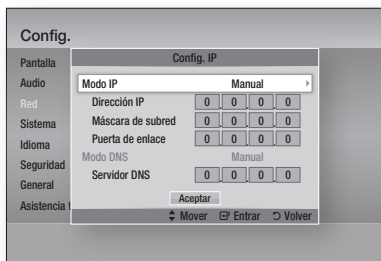 Config.
Pantalla
Audio
Red
Sistema
Idioma
Seguridad
General
Asistencia
Config. IP
Modo IP Manual
Dirección IP 0 . 0 . 0 . 0
Máscara de subred 0 . 0 . 0 . 0
Puerta de enlace 0 . 0 . 0 . 0
Modo DNS Manual
Servidor DNS 0 . 0 . 0 . 0
Aceptar
Mover Entrar Volver